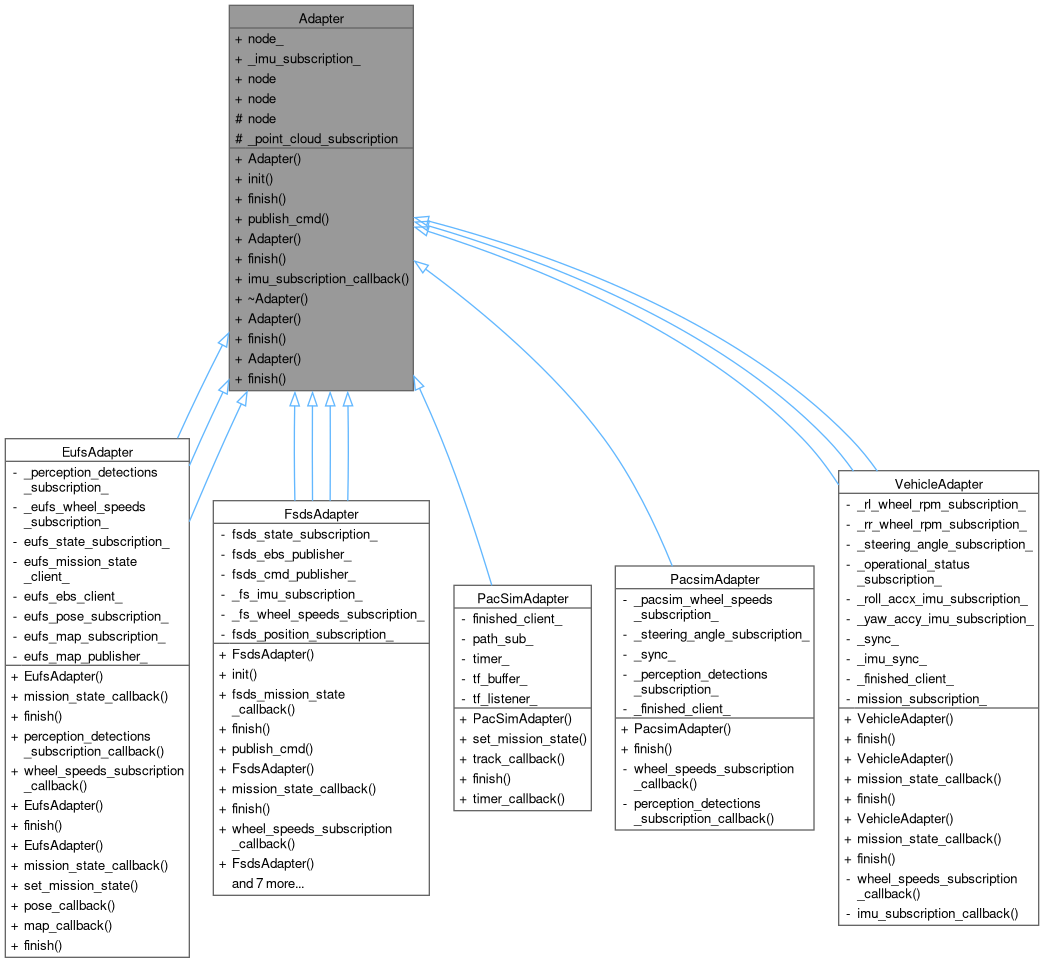 Adapter
+ node_
+ _imu_subscription_
+ node
+ node
# node
# _point_cloud_subscription
+ Adapter()
+ init()
+ finish()
+ publish_cmd()
+ Adapter()
+ finish()
+ imu_subscription_callback()
+ ~Adapter()
+ Adapter()
+ finish()
+ Adapter()
+ finish()
EufsAdapter
- _perception_detections
_subscription_
- _eufs_wheel_speeds
_subscription_
- eufs_state_subscription_
- eufs_mission_state
_client_
- eufs_ebs_client_
- eufs_pose_subscription_
- eufs_map_subscription_
- eufs_map_publisher_
+ EufsAdapter()
+ mission_state_callback()
+ finish()
+ perception_detections
_subscription_callback()
+ wheel_speeds_subscription
_callback()
+ EufsAdapter()
+ finish()
+ EufsAdapter()
+ mission_state_callback()
+ set_mission_state()
+ pose_callback()
+ map_callback()
+ finish()
FsdsAdapter
- fsds_state_subscription_
- fsds_ebs_publisher_
- fsds_cmd_publisher_
- _fs_imu_subscription_
- _fs_wheel_speeds_subscription_
- fsds_position_subscription_
+ FsdsAdapter()
+ init()
+ fsds_mission_state
_callback()
+ finish()
+ publish_cmd()
+ FsdsAdapter()
+ mission_state_callback()
+ finish()
+ wheel_speeds_subscription
_callback()
+ FsdsAdapter()
and 7 more...
PacSimAdapter
- finished_client_
- path_sub_
- timer_
- tf_buffer_
- tf_listener_
+ PacSimAdapter()
+ set_mission_state()
+ track_callback()
+ finish()
+ timer_callback()
PacsimAdapter
- _pacsim_wheel_speeds
_subscription_
- _steering_angle_subscription_
- _sync_
- _perception_detections
_subscription_
- _finished_client_
+ PacsimAdapter()
+ finish()
- wheel_speeds_subscription
_callback()
- perception_detections
_subscription_callback()
VehicleAdapter
- _rl_wheel_rpm_subscription_
- _rr_wheel_rpm_subscription_
- _steering_angle_subscription_
- _operational_status
_subscription_
- _roll_accx_imu_subscription_
- _yaw_accy_imu_subscription_
- _sync_
- _imu_sync_
- _finished_client_
- mission_subscription_
+ VehicleAdapter()
+ finish()
+ VehicleAdapter()
+ mission_state_callback()
+ finish()
+ VehicleAdapter()
+ mission_state_callback()
+ finish()
- wheel_speeds_subscription
_callback()
- imu_subscription_callback()